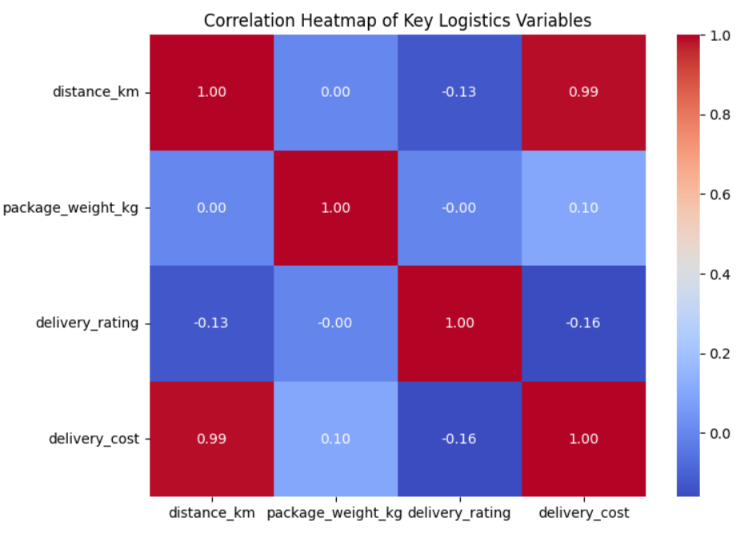 Correlation Heatmap of Key Logistics Variables
distance_km 1.00 0.00 -0.13 0.99
package_weight_kg 0.00 1.00 -0.00 0.10
delivery_rating -0.13 -0.00 1.00 -0.16
delivery_cost 0.99 0.10 -0.16 1.00
distance_km package_weight_kg delivery_rating delivery_cost
1.0
0.8
0.6
0.4
0.2
0.0